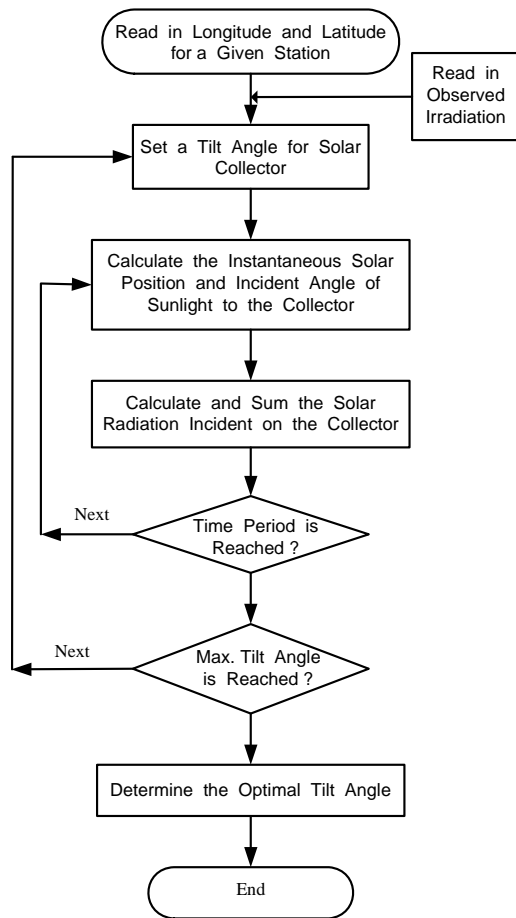 Read in Longitude and Latitude
for a Given Station
Read in
Observed
Irradiation
Set a Tilt Angle for Solar
Collector
Calculate the Instantaneous Solar
Position and Incident Angle of
Sunlight to the Collector
Calculate and Sum the Solar
Radiation Incident on the Collector
Next
Time Period is
Reached ?
Next
Max. Tilt Angle
is Reached ?
Determine the Optimal Tilt Angle
End